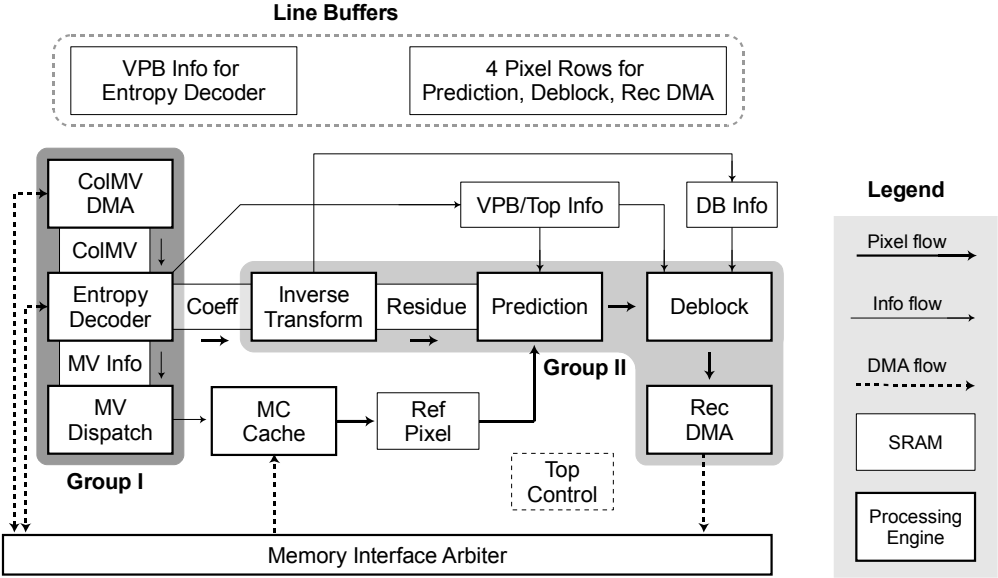 Line Buffers
VPB Info for
Entropy Decoder
4 Pixel Rows for
Prediction, Deblock, Rec DMA
ColMV
DMA
ColMV
Entropy
Decoder
MV Info
MV
Dispatch
Group I
VPB/Top Info
DB Info
Coeff
Inverse
Transform
Residue
Prediction
Deblock
Group II
MC
Cache
Ref
Pixel
Rec
DMA
Top
Control
Memory Interface Arbiter
Legend
Pixel flow
Info flow
DMA flow
SRAM
Processing
Engine